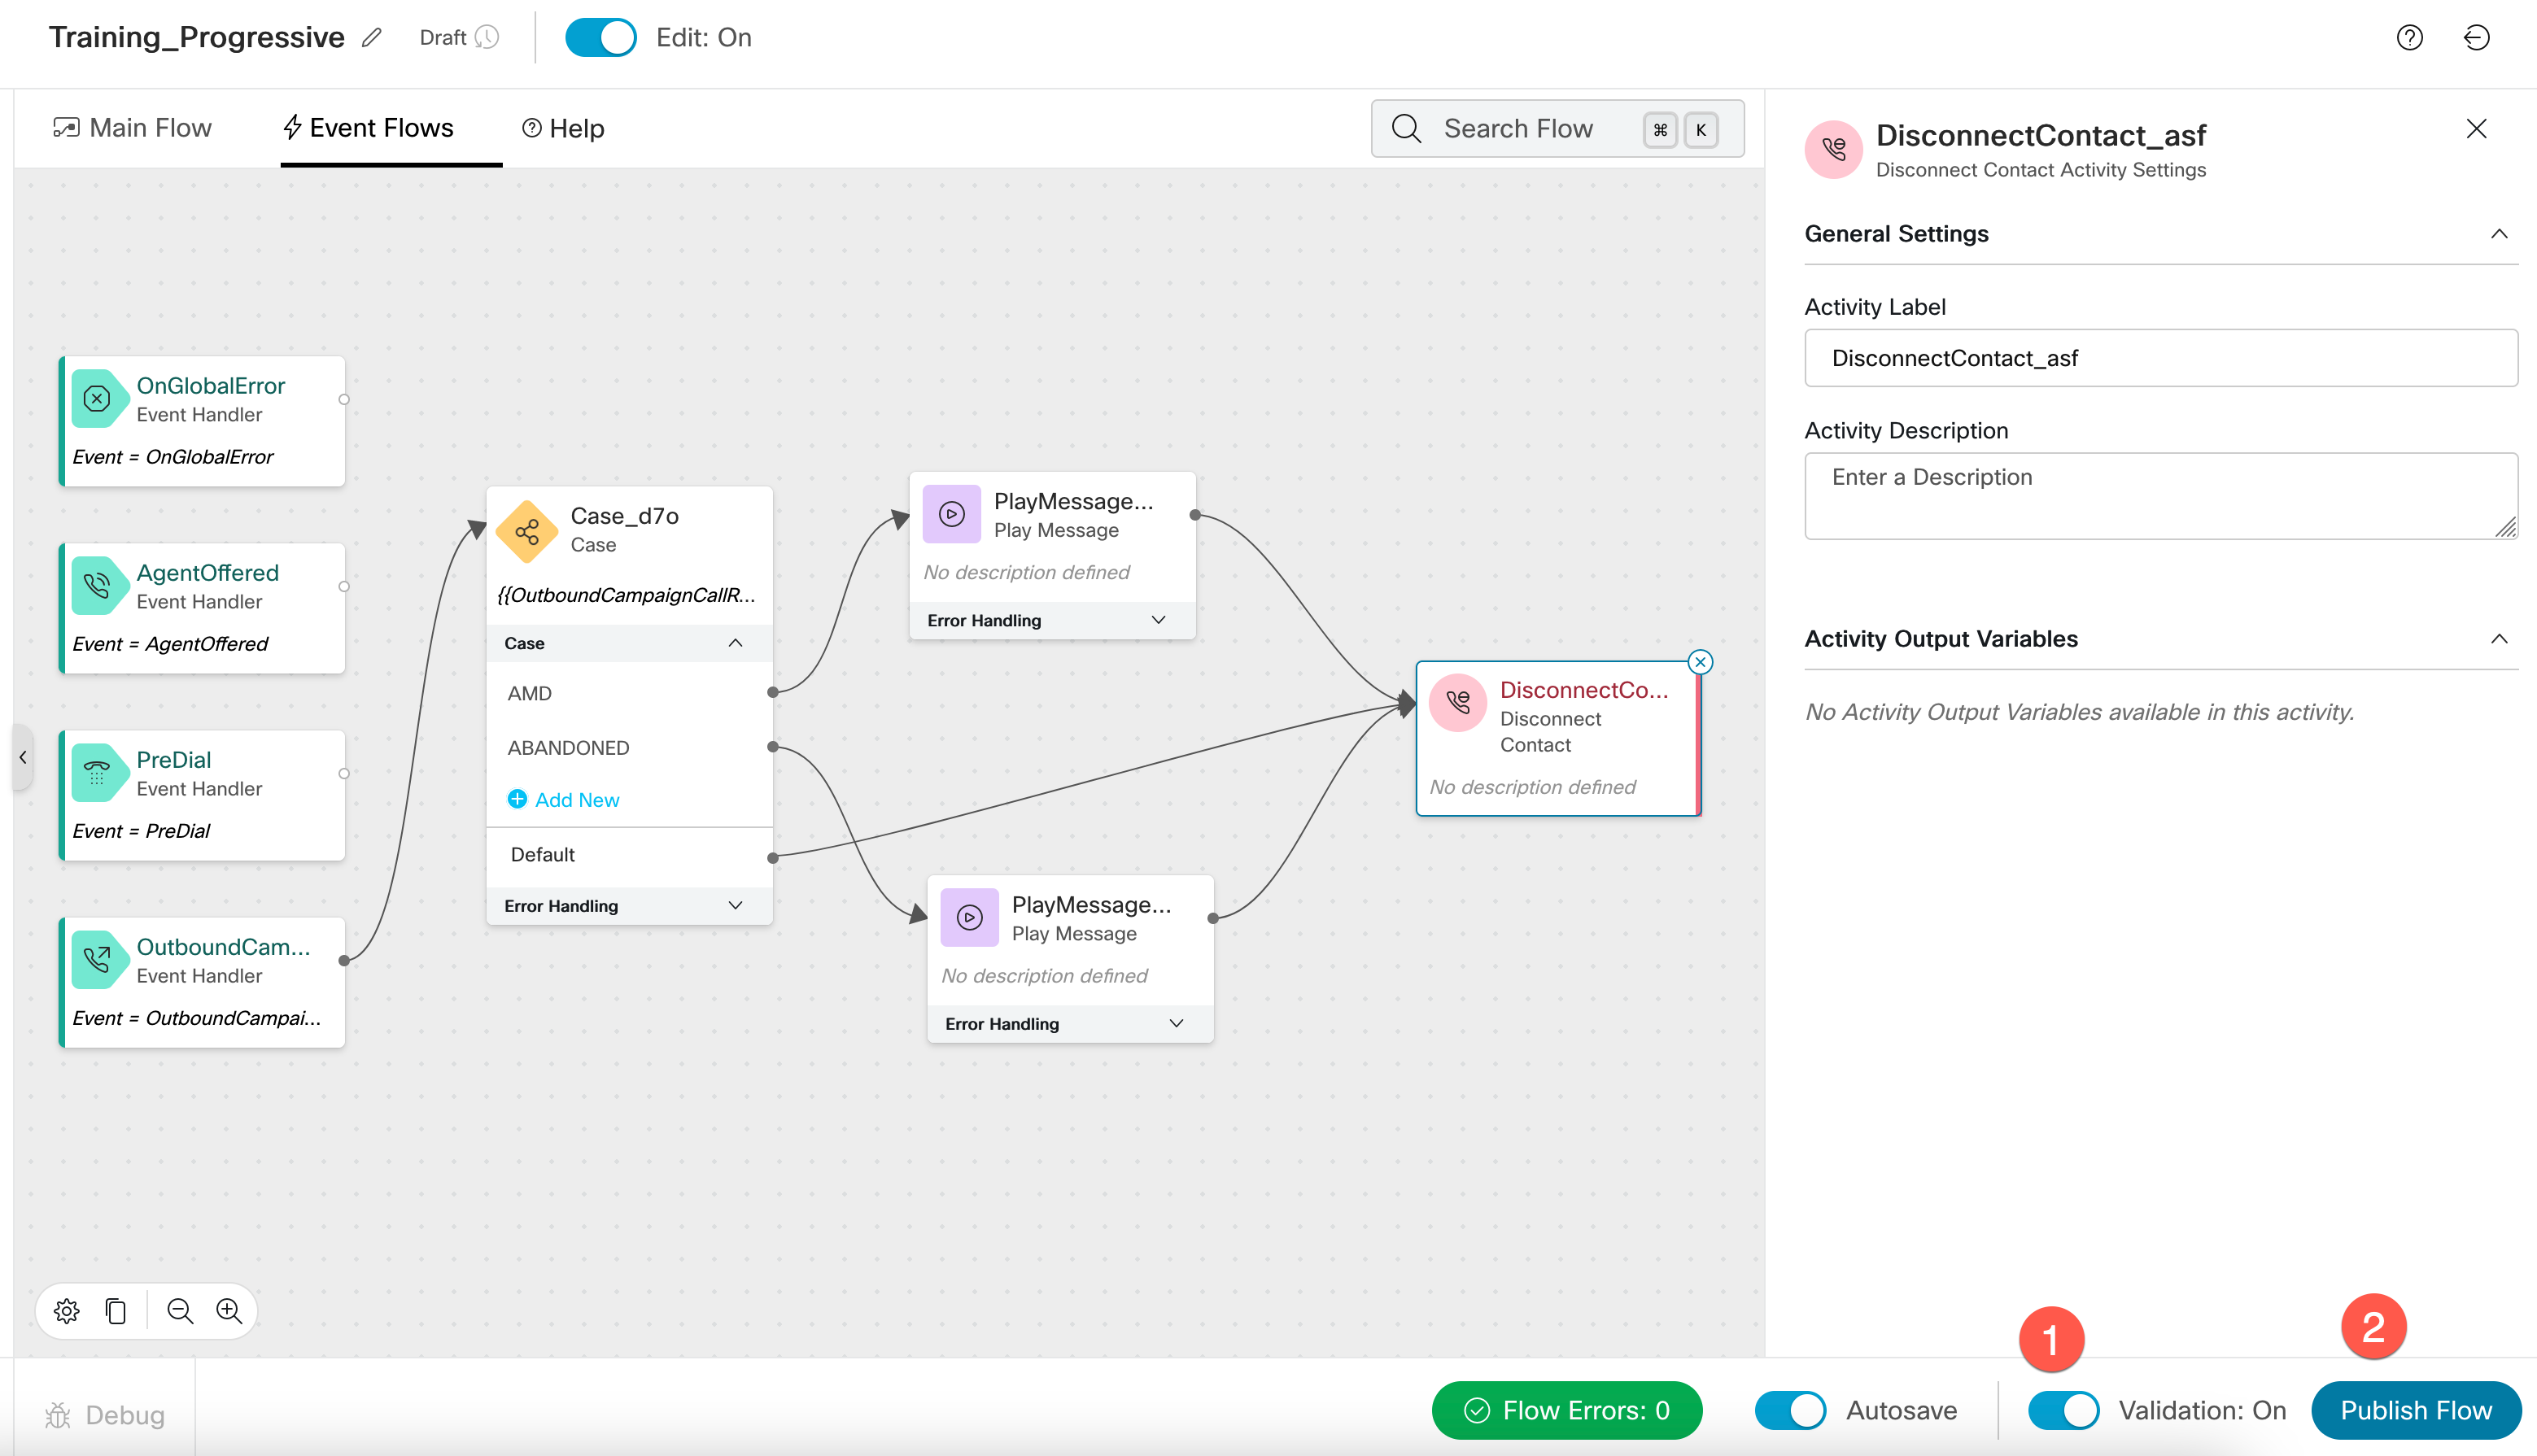 Training_Progressive
Draft
Edit: On
Main Flow
Event Flows
Help
Search Flow
⌘ K
OnGlobalError
Event Handler
Event = OnGlobalError
AgentOffered
Event Handler
Event = AgentOffered
PreDial
Event Handler
Event = PreDial
OutboundCam...
Event Handler
Event = OutboundCampai...
Case_d7o
Case
{{OutboundCampaignCallR...
Case
AMD
ABANDONED
Add New
Default
Error Handling
PlayMessage...
Play Message
No description defined
Error Handling
PlayMessage...
Play Message
No description defined
Error Handling
DisconnectCo...
Disconnect
Contact
No description defined
DisconnectContact_asf
Disconnect Contact Activity Settings
General Settings
Activity Label
DisconnectContact_asf
Activity Description
Enter a Description
Activity Output Variables
No Activity Output Variables available in this activity.
1
2
Debug
Flow Errors: 0
Autosave
Validation: On
Publish Flow